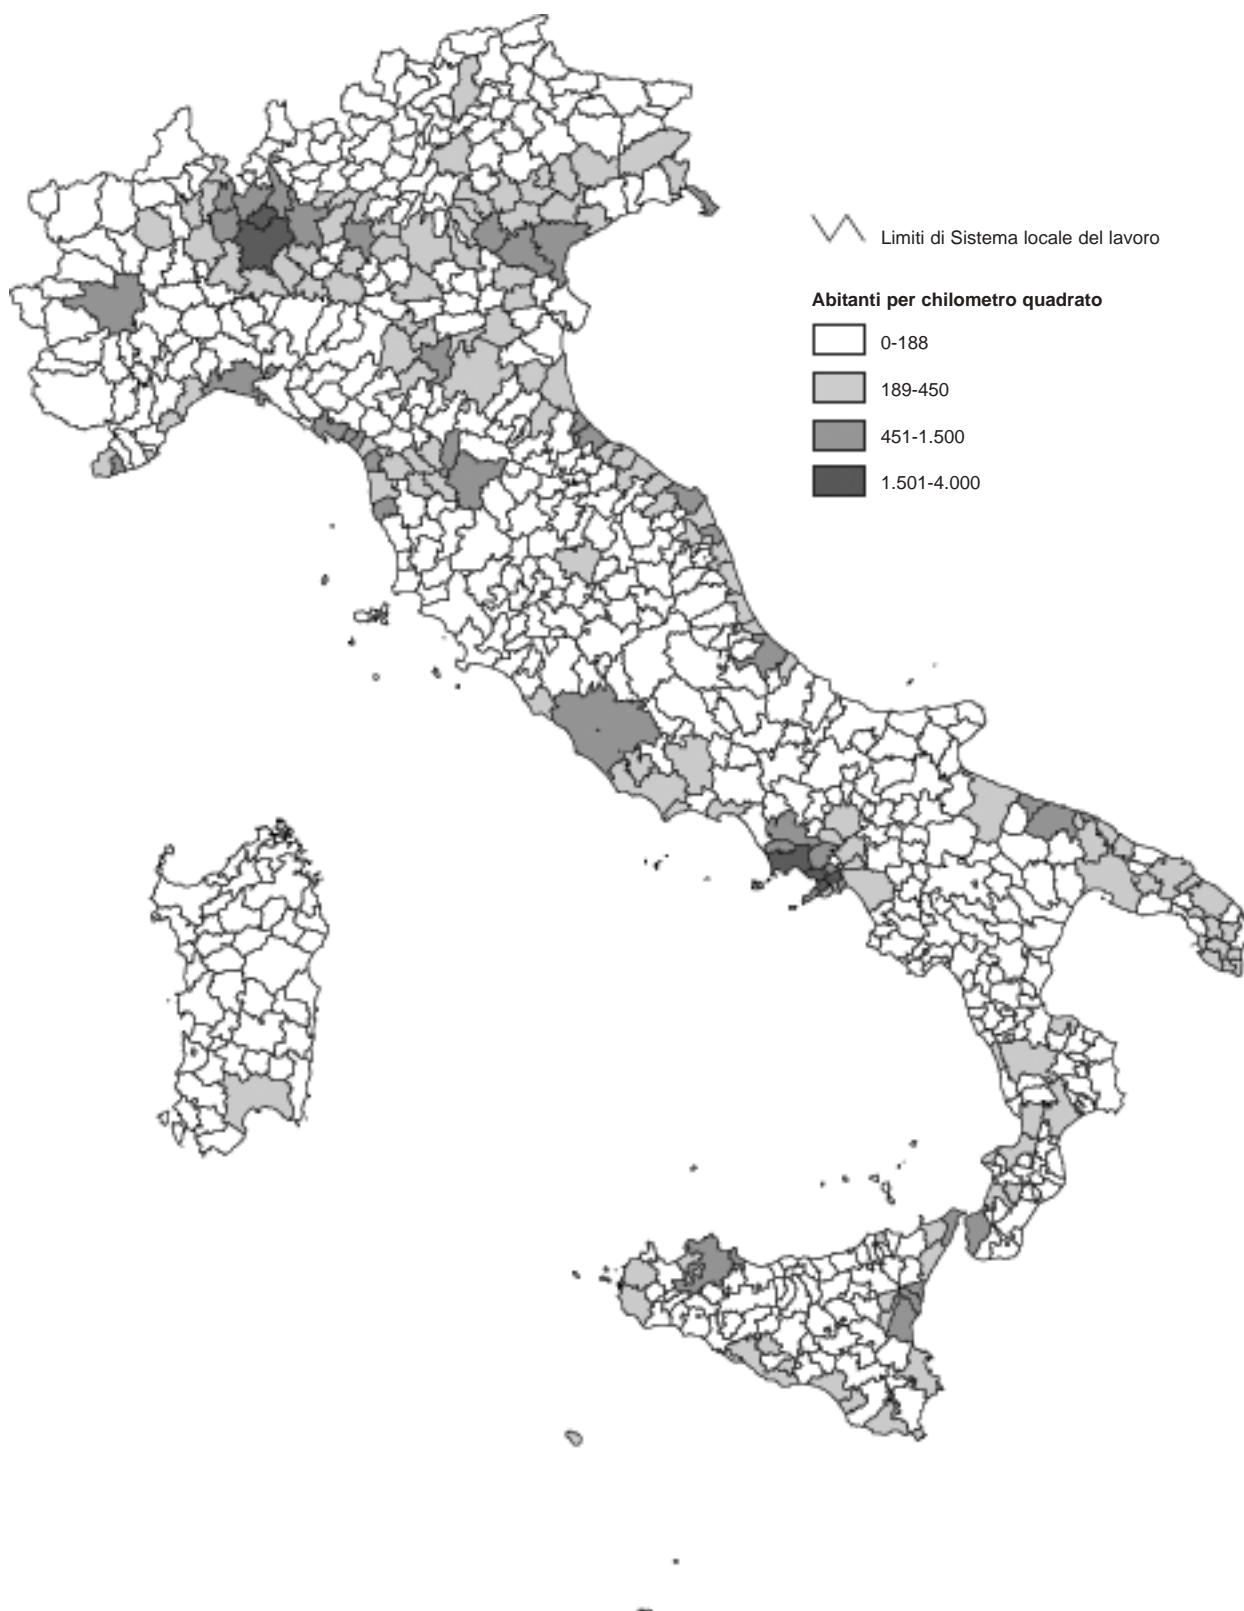 Limiti di Sistema locale del lavoro
Abitanti per chilometro quadrato
0-188
189-450
451-1.500
1.501-4.000